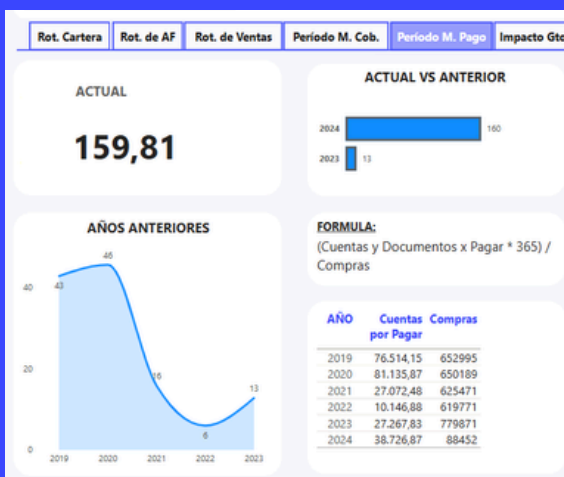 Rot. Cartera
Rot. de AF
Rot. de Ventas
Período M. Cob.
Período M. Pago
Impacto Gto
ACTUAL
159,81
ACTUAL VS ANTERIOR
2024 160
2023 13
AÑOS ANTERIORES
46
40 43
20 16 13
6
0
2019 2020 2021 2022 2023
FORMULA:
(Cuentas y Documentos x Pagar * 365) /
Compras
AÑO Cuentas Compras
por Pagar
2019 76.514,15 652995
2020 81.135,87 650189
2021 27.072,48 625471
2022 10.146,88 619771
2023 27.267,83 779871
2024 38.726,87 88452